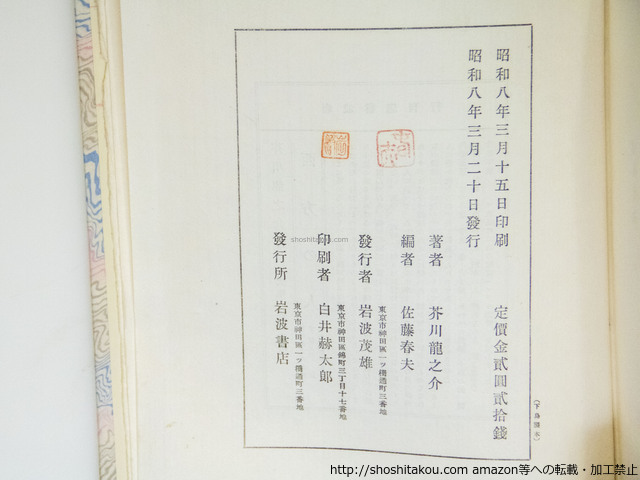 昭和八年三月十五日印刷
昭和八年三月二十日發行
定價金貳圓貳拾錢
著者 芥川龍之介
編者 佐藤春夫
東京市神田區一ツ橋通町三番地
發行者 岩波茂雄
東京市神田區錦町三丁目十七番地
印刷者 白井赫太郎
東京市神田區一ツ橋通町三番地
發行所 岩波書店
shoshitakou.com
http://shoshitakou.com amazon等への転載・加工禁止